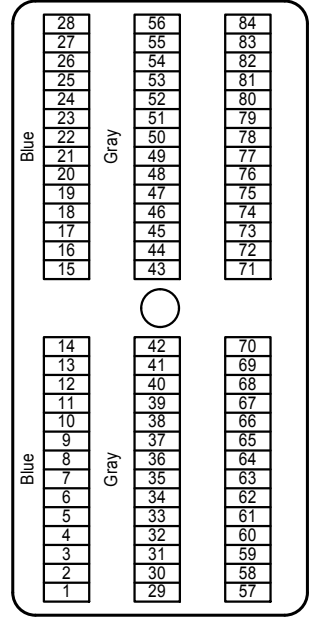 28 56 84
27 55 83
26 54 82
25 53 81
24 52 80
23 51 79
22 50 78
21 49 77
20 48 76
19 47 75
18 46 74
17 45 73
16 44 72
15 43 71
Blue
Gray
14 42 70
13 41 69
12 40 68
11 39 67
10 38 66
9 37 65
8 36 64
7 35 63
6 34 62
5 33 61
4 32 60
3 31 59
2 30 58
1 29 57
Blue
Gray